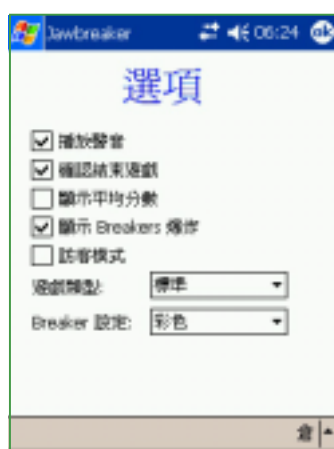 Jawbreaker 06:24 ok
選項
播放聲音
確認結束遊戲
顯示平均分數
顯示 Breakers 爆炸
訪客模式
遊戲類型: 標準
Breaker 設定: 彩色
倉